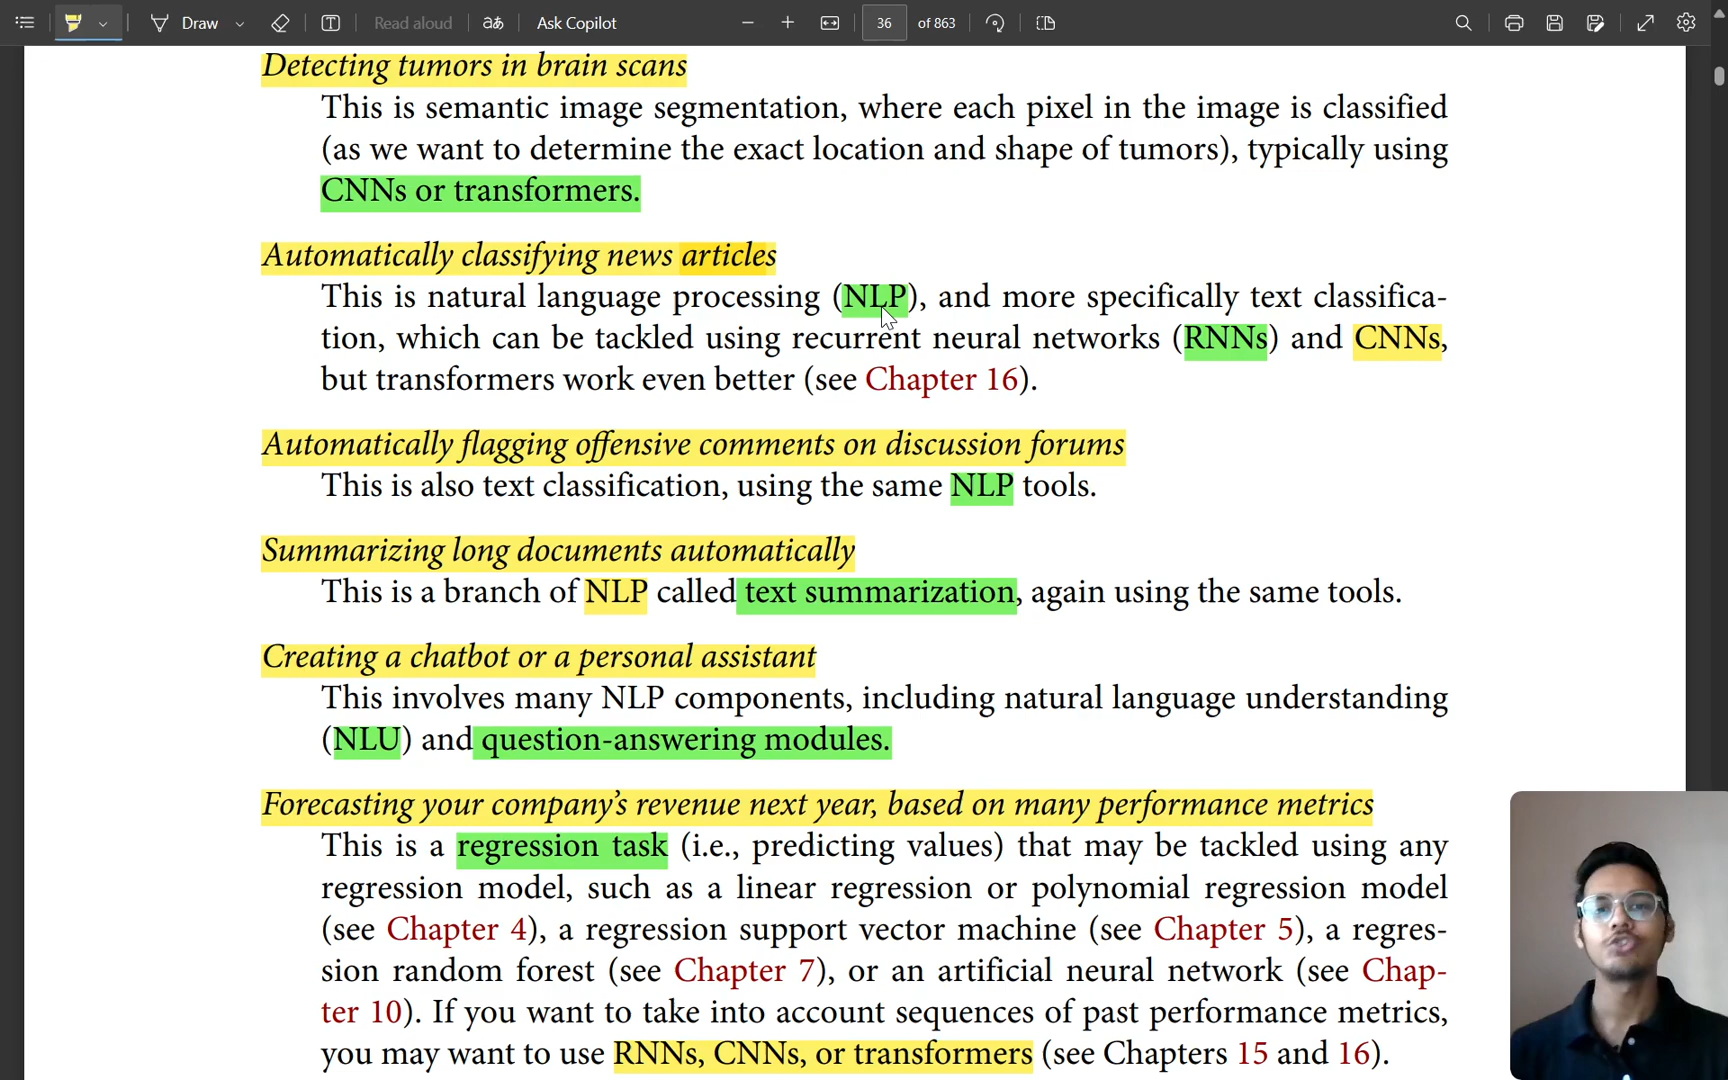 Draw
Read aloud
aあ
Ask Copilot
36
of 863
Detecting tumors in brain scans
This is semantic image segmentation, where each pixel in the image is classified
(as we want to determine the exact location and shape of tumors), typically using
CNNs or transformers.
Automatically classifying news articles
This is natural language processing (NLP), and more specifically text classifica-
tion, which can be tackled using recurrent neural networks (RNNs) and CNNs,
but transformers work even better (see Chapter 16).
Automatically flagging offensive comments on discussion forums
This is also text classification, using the same NLP tools.
Summarizing long documents automatically
This is a branch of NLP called text summarization, again using the same tools.
Creating a chatbot or a personal assistant
This involves many NLP components, including natural language understanding
(NLU) and question-answering modules.
Forecasting your company’s revenue next year, based on many performance metrics
This is a regression task (i.e., predicting values) that may be tackled using any
regression model, such as a linear regression or polynomial regression model
(see Chapter 4), a regression support vector machine (see Chapter 5), a regres-
sion random forest (see Chapter 7), or an artificial neural network (see Chap-
ter 10). If you want to take into account sequences of past performance metrics,
you may want to use RNNs, CNNs, or transformers (see Chapters 15 and 16).